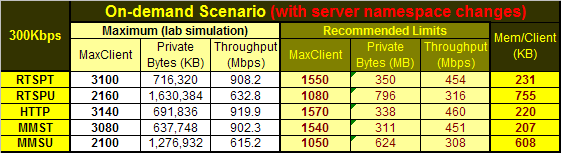 On-demand Scenario (with server namespace changes)
300Kbps Maximum (lab simulation) Recommended Limits Mem/Client (KB)
MaxClient Private Bytes (KB) Throughput (Mbps) MaxClient Private Bytes (MB) Throughput (Mbps)
RTSPT 3100 716,320 908.2 1550 350 454 231
RTSPU 2160 1,630,384 632.8 1080 796 316 755
HTTP 3140 691,836 919.9 1570 338 460 220
MMST 3080 637,748 902.3 1540 311 451 207
MMSU 2100 1,276,932 615.2 1050 624 308 608